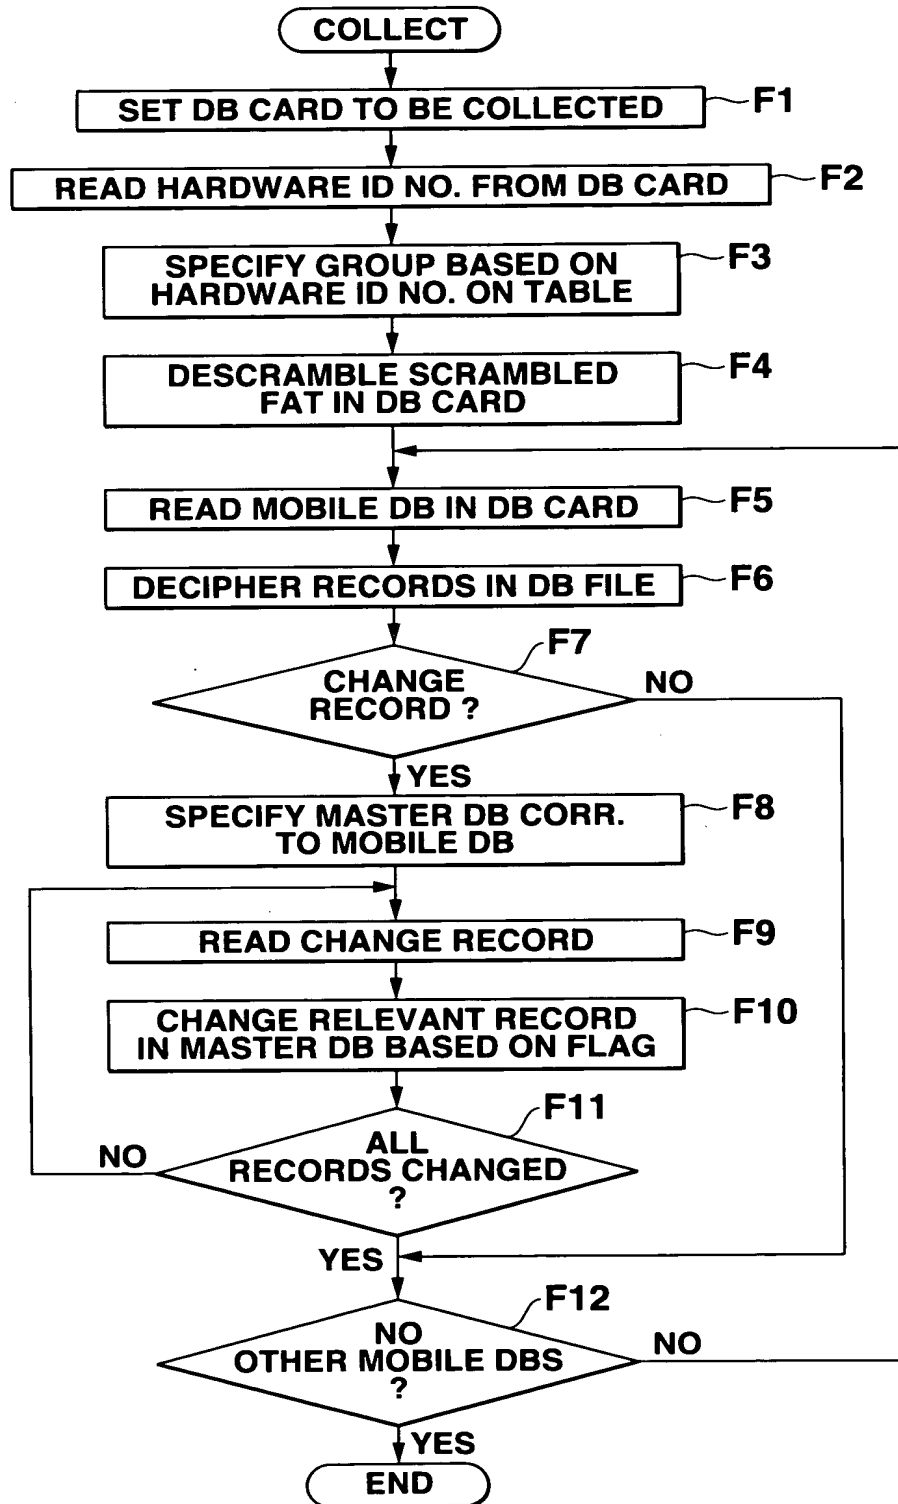 COLLECT
SET DB CARD TO BE COLLECTED
F1
READ HARDWARE ID NO. FROM DB CARD
F2
SPECIFY GROUP BASED ON
HARDWARE ID NO. ON TABLE
F3
DESCRAMBLE SCRAMBLED
FAT IN DB CARD
F4
READ MOBILE DB IN DB CARD
F5
DECIPHER RECORDS IN DB FILE
F6
F7
CHANGE
RECORD ?
NO
YES
SPECIFY MASTER DB CORR.
TO MOBILE DB
F8
READ CHANGE RECORD
F9
CHANGE RELEVANT RECORD
IN MASTER DB BASED ON FLAG
F10
F11
ALL
RECORDS CHANGED
?
NO
YES
F12
NO
OTHER MOBILE DBS
?
NO
YES
END